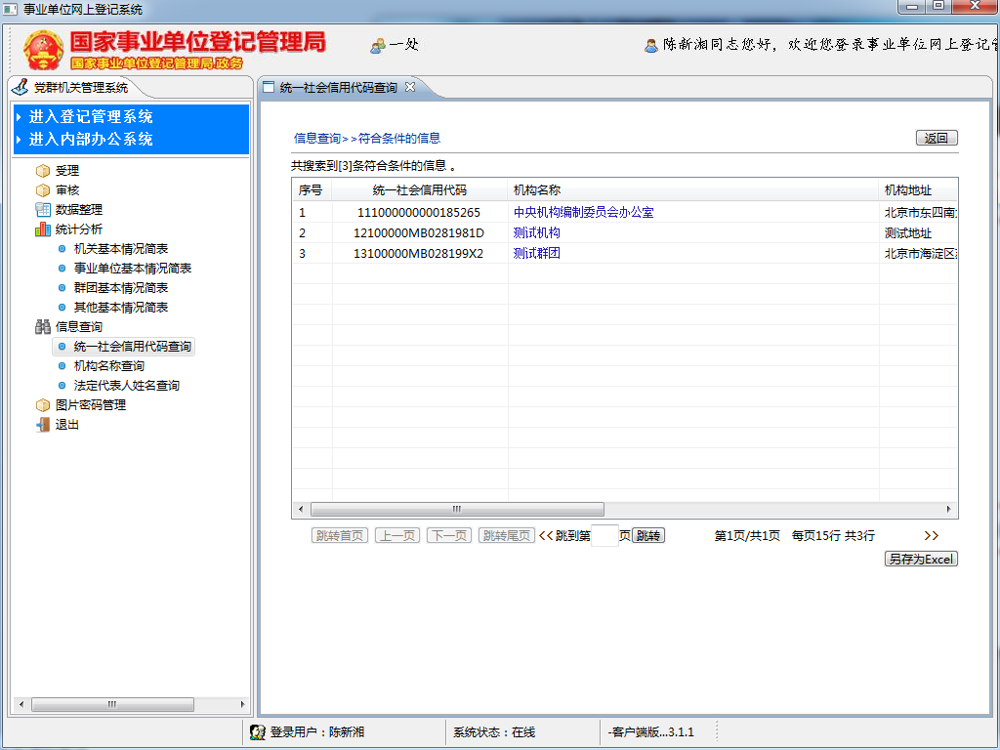 事业单位网上登记系统
国家事业单位登记管理局
国家事业单位登记管理局.政务
一处
陈新湘同志您好，欢迎您登录事业单位网上登记
党群机关管理系统
进入登记管理系统
进入内部办公系统
受理
审核
数据整理
统计分析
机关基本情况简表
事业单位基本情况简表
群团基本情况简表
其他基本情况简表
信息查询
统一社会信用代码查询
机构名称查询
法定代表人姓名查询
图片密码管理
退出
统一社会信用代码查询
信息查询>>符合条件的信息
返回
共搜索到[3]条符合条件的信息 。
序号 统一社会信用代码 机构名称 机构地址
1 111000000000185265 中央机构编制委员会办公室 北京市东四南
2 12100000MB0281981D 测试机构 测试地址
3 13100000MB028199X2 测试群团 北京市海淀区
跳转首页 上一页 下一页 跳转尾页 <<跳到第 页 跳转 第1页/共1页 每页15行 共3行 >>
另存为Excel
登录用户：陈新湘 系统状态：在线 -客户端版...3.1.1